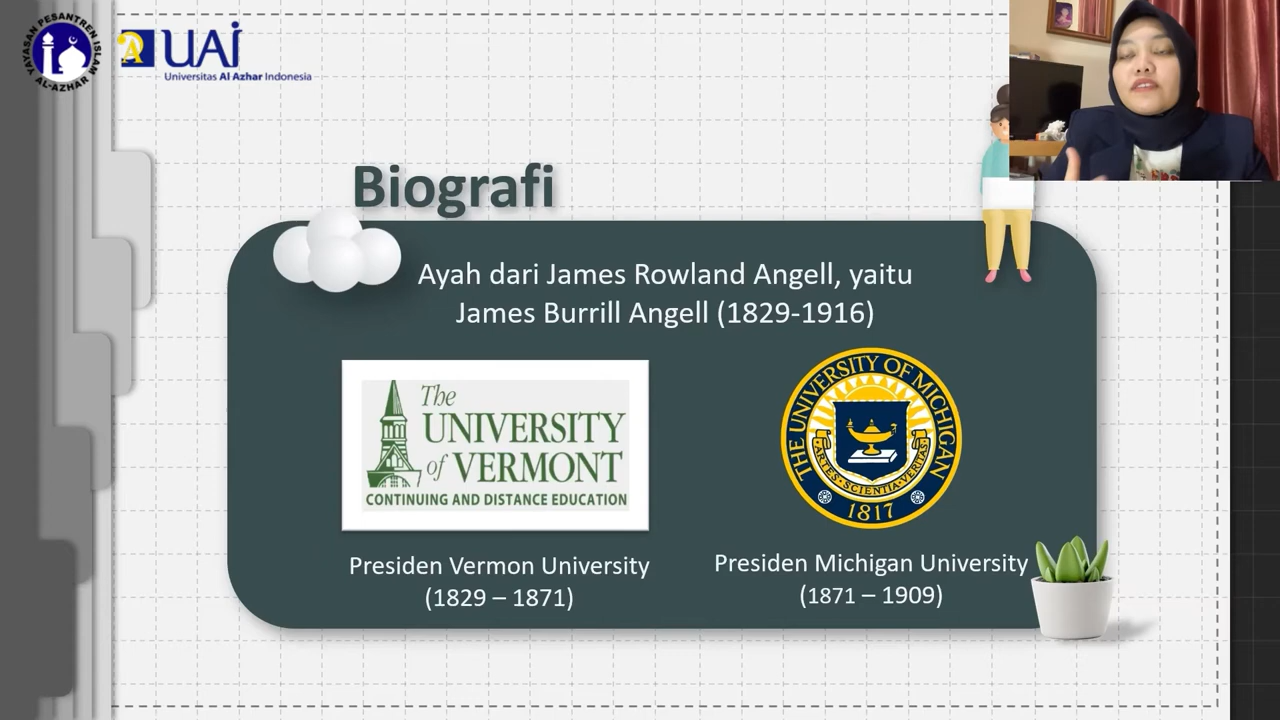 YAYASAN PESANTREN ISLAM
AL-AZHAR
UAI
Universitas Al Azhar Indonesia
Biografi
Ayah dari James Rowland Angell, yaitu
James Burrill Angell (1829-1916)
The
UNIVERSITY
of VERMONT
CONTINUING AND DISTANCE EDUCATION
THE UNIVERSITY OF MICHIGAN
ARTES · SCIENTIA · VERITAS
1817
Presiden Vermon University
(1829 – 1871)
Presiden Michigan University
(1871 – 1909)